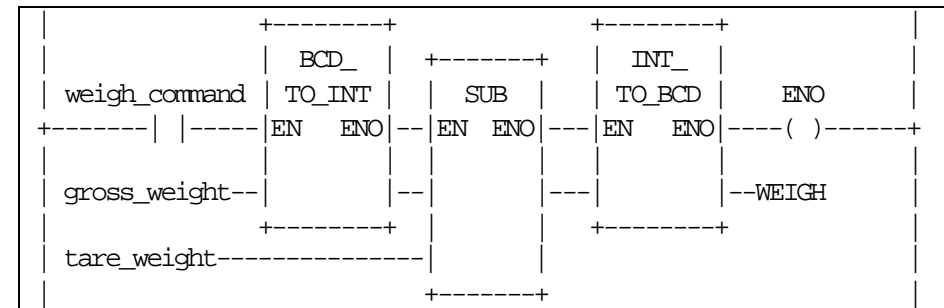 BCD_
INT_
weigh_command TO_INT SUB TO_BCD ENO
EN ENO EN ENO EN ENO ( )
gross_weight WEIGH
tare_weight